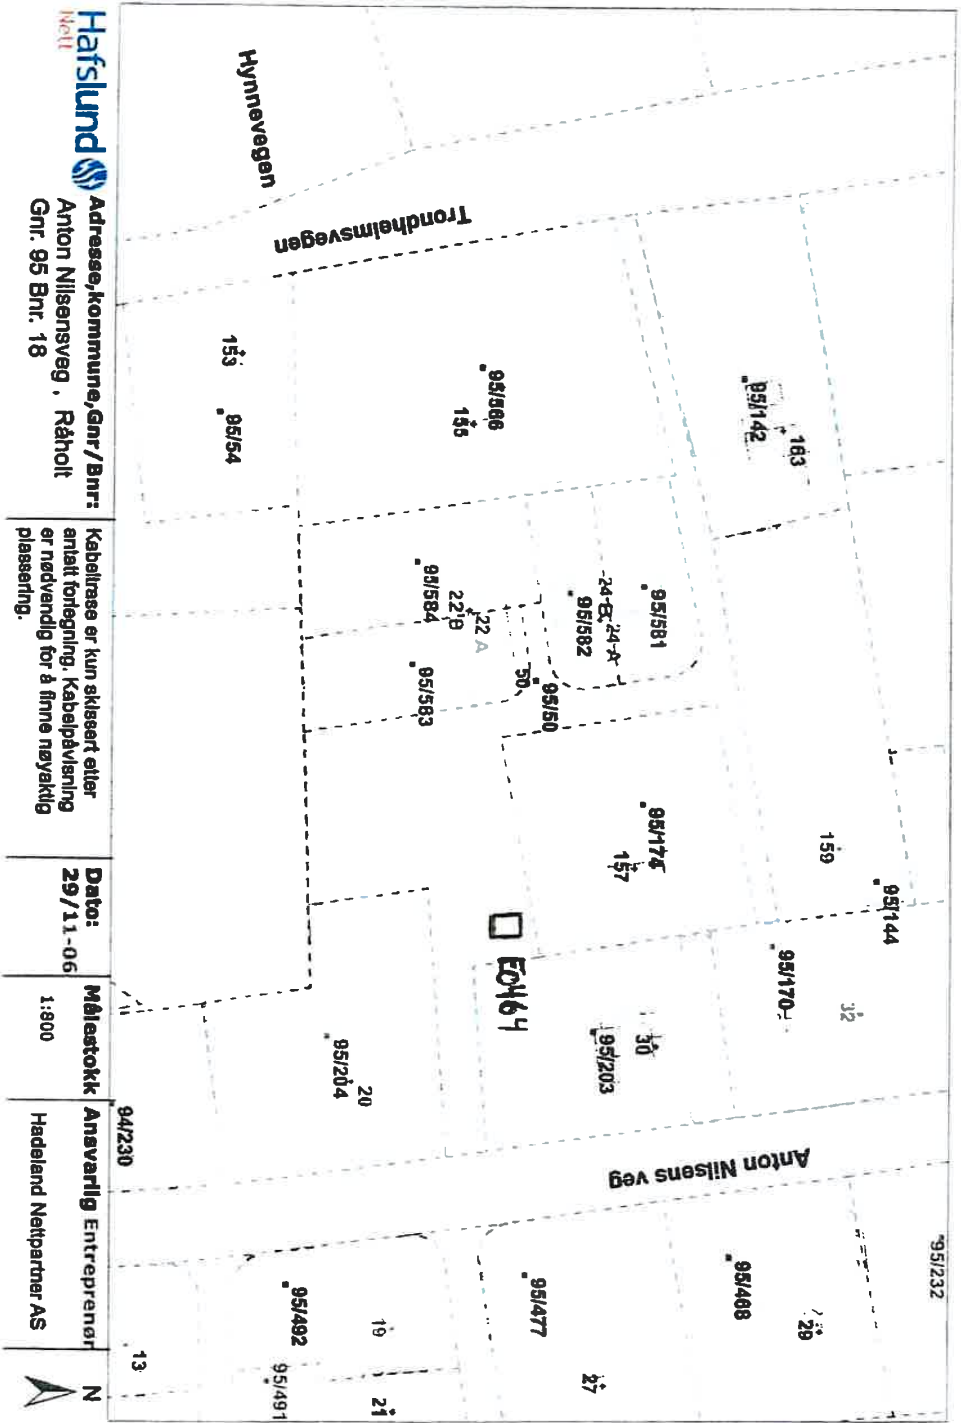 Hynnevegen
Trondheimsvegen
153
95/54
95/566
155
95/142
163
95/584
22 B
22 A
95/583
50
95/50
24 B
24 A
95/582
95/581
95/174
157
159
95/144
95/170
32
E0464
30
95/203
95/204
20
94/230
Anton Nilsens veg
95/232
95/468
29
95/477
27
95/492
19
95/491
21
13
Hafslund
Nett
Adresse,kommune,Gnr/Bnr:
Anton Nilsensveg , Råholt
Gnr. 95 Bnr. 18
Kabeltrase er kun skissert etter
antatt forlegning. Kabelpåvisning
er nødvendig for å finne nøyaktig
plassering.
Dato:
29/11-06
Målestokk
1:800
Ansvarlig Entreprenør
Hadeland Nettpartner AS
N